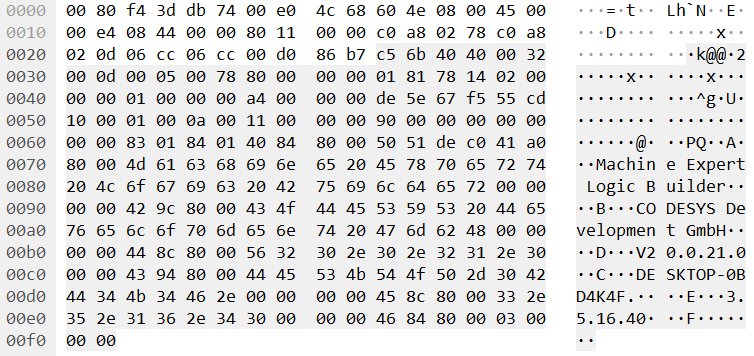 0000 00 80 f4 3d db 74 00 e0 4c 68 60 4e 08 00 45 00 ···=·t·· Lh`N··E·
0010 00 e4 08 44 00 00 80 11 00 00 c0 a8 02 78 c0 a8 ···D···· ·····x··
0020 02 0d 06 cc 06 cc 00 d0 86 b7 c5 6b 40 40 00 32 ········ ···k@@·2
0030 00 0d 00 05 00 78 80 00 00 00 01 81 78 14 02 00 ·····x·· ····x···
0040 00 00 01 00 00 00 a4 00 00 00 de 5e 67 f5 55 cd ········ ···^g·U·
0050 10 00 01 00 0a 00 11 00 00 00 90 00 00 00 00 00 ········ ········
0060 00 00 83 01 84 01 40 84 80 00 50 51 de c0 41 a0 ······@· ··PQ··A·
0070 80 00 4d 61 63 68 69 6e 65 20 45 78 70 65 72 74 ··Machin e Expert
0080 20 4c 6f 67 69 63 20 42 75 69 6c 64 65 72 00 00 Logic B uilder··
0090 00 00 42 9c 80 00 43 4f 44 45 53 59 53 20 44 65 ··B···CO DESYS De
00a0 76 65 6c 6f 70 6d 65 6e 74 20 47 6d 62 48 00 00 velopmen t GmbH··
00b0 00 00 44 8c 80 00 56 32 30 2e 30 2e 32 31 2e 30 ··D···V2 0.0.21.0
00c0 00 00 43 94 80 00 44 45 53 4b 54 4f 50 2d 30 42 ··C···DE SKTOP-0B
00d0 44 34 4b 34 46 2e 00 00 00 00 45 8c 80 00 33 2e D4K4F.·· ··E···3.
00e0 35 2e 31 36 2e 34 30 00 00 00 46 84 80 00 03 00 5.16.40· ··F·····
00f0 00 00 ··